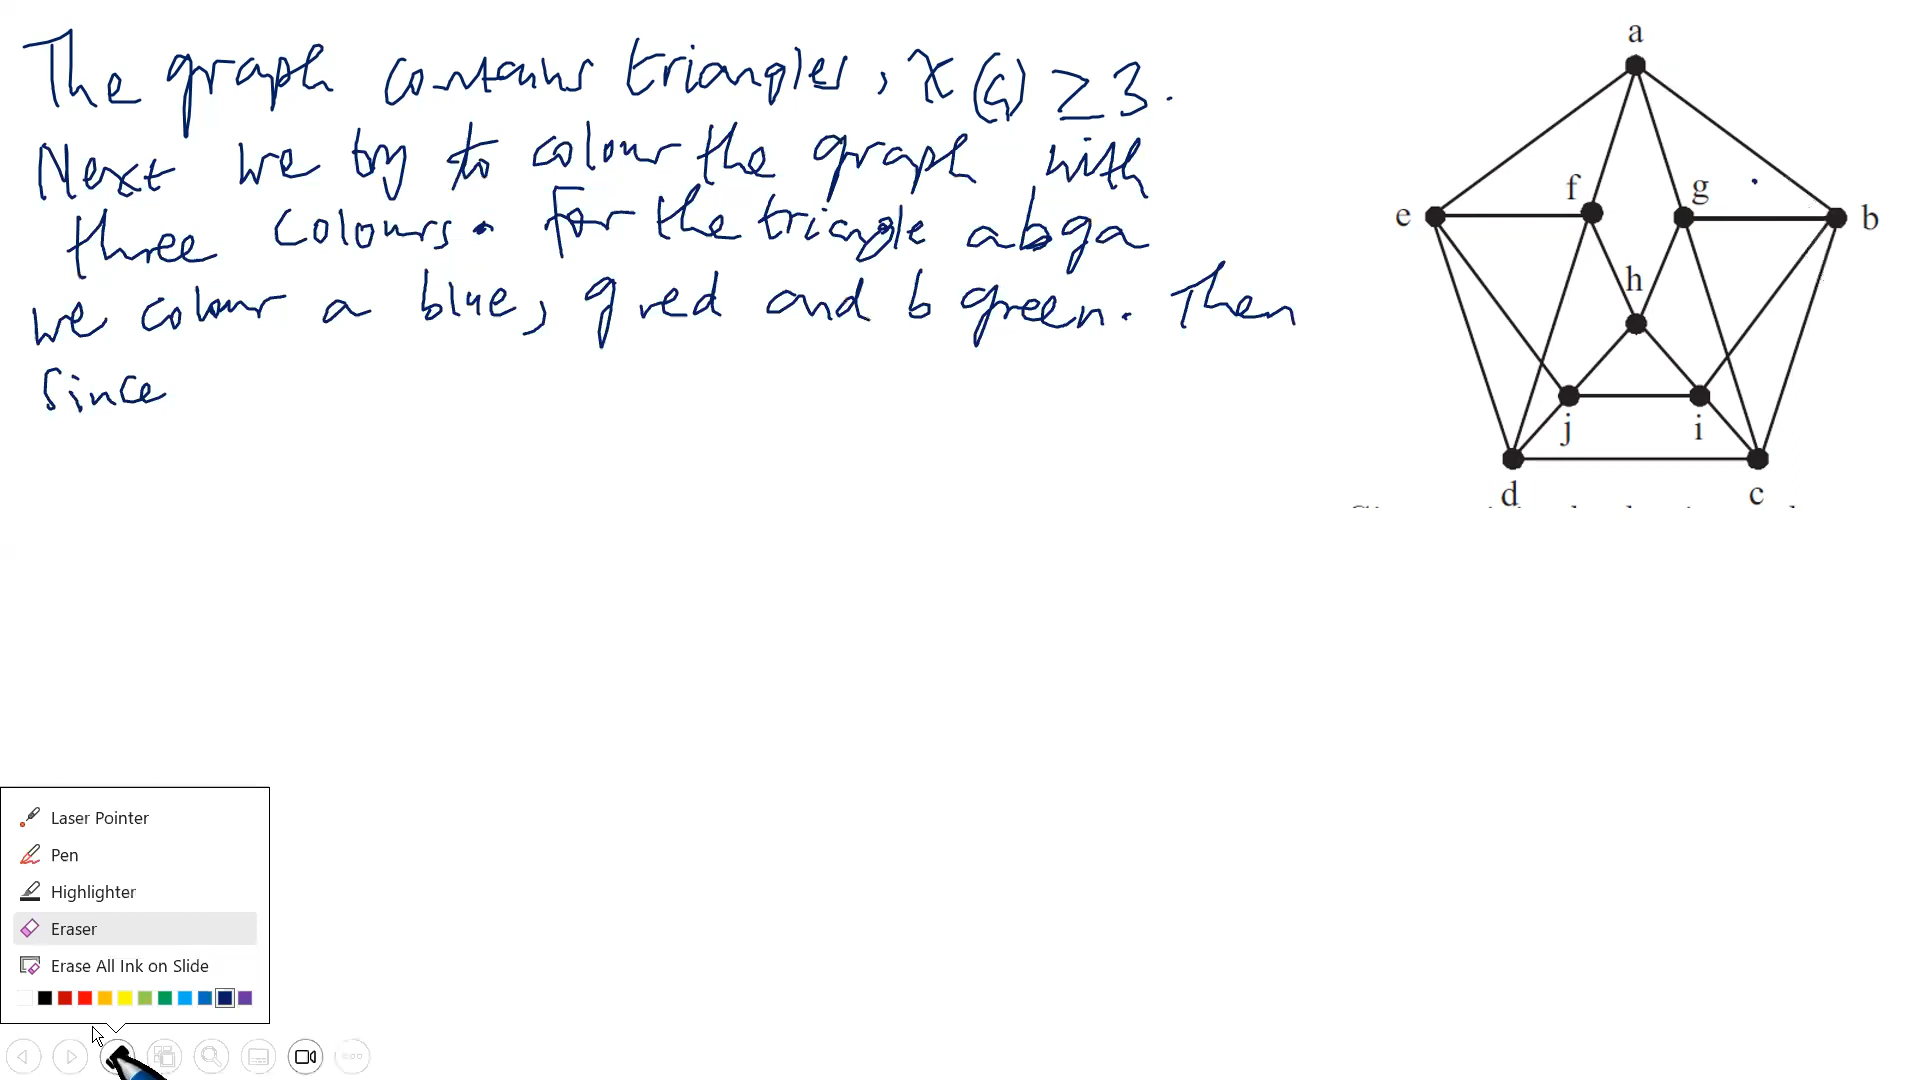 The graph contains triangles, χ(G) ≥ 3.
Next we try to colour the graph with
three colours. For the triangle abga
we colour a blue, g red and b green. Then
since
a
f
g
e
b
h
j
i
d
c
Laser Pointer
Pen
Highlighter
Eraser
Erase All Ink on Slide